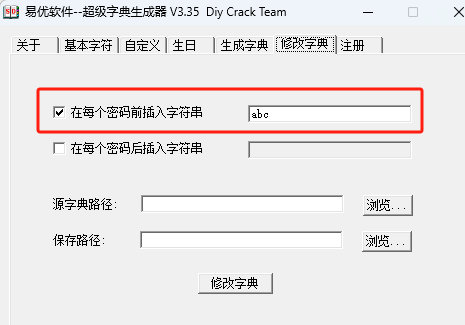 易优软件--超级字典生成器 V3.35 Diy Crack Team
关于 基本字符 自定义 生日 生成字典 修改字典 注册
在每个密码前插入字符串 abc
在每个密码后插入字符串
源字典路径： 浏览...
保存路径： 浏览...
修改字典